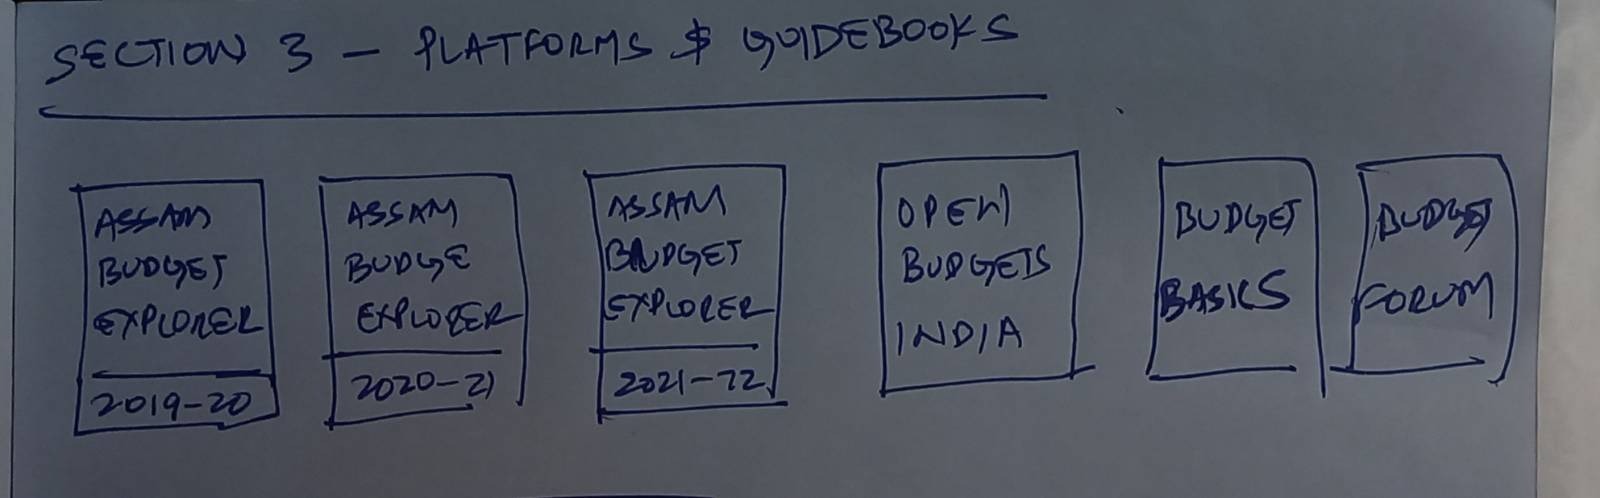 SECTION 3 - PLATFORMS & GUIDEBOOKS
ASSAM
BUDGET
EXPLORER
2019-20
ASSAM
BUDGE
EXPLORER
2020-21
ASSAM
BUDGET
EXPLORER
2021-22
OPEN
BUDGETS
INDIA
BUDGET
BASICS
BUDGET
FORUM